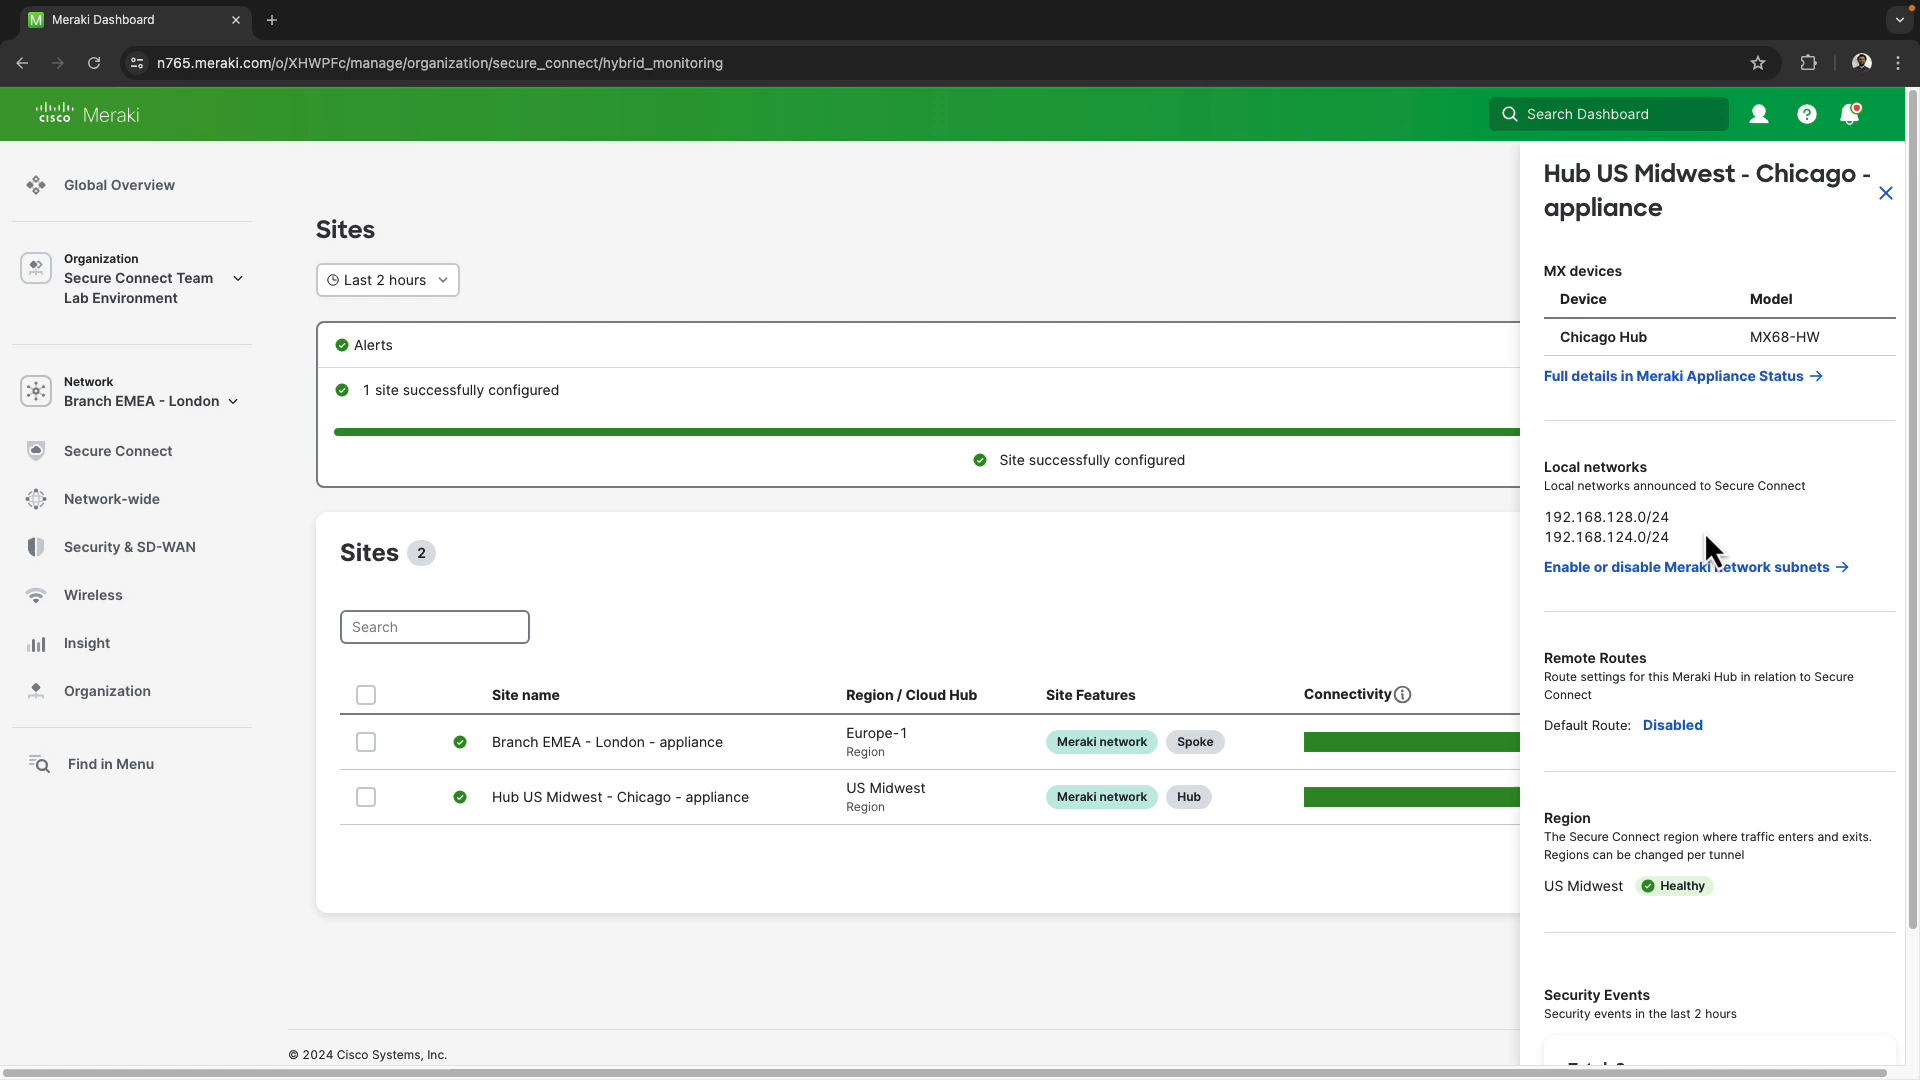 Meraki Dashboard
n765.meraki.com/o/XHWPFc/manage/organization/secure_connect/hybrid_monitoring
cisco Meraki
Search Dashboard
Global Overview
Organization
Secure Connect Team
Lab Environment
Network
Branch EMEA - London
Secure Connect
Network-wide
Security & SD-WAN
Wireless
Insight
Organization
Find in Menu
Sites
Last 2 hours
Alerts
1 site successfully configured
Site successfully configured
Sites 2
Search
Site name Region / Cloud Hub Site Features Connectivity
Branch EMEA - London - appliance Europe-1 Region Meraki network Spoke
Hub US Midwest - Chicago - appliance US Midwest Region Meraki network Hub
© 2024 Cisco Systems, Inc.
Hub US Midwest - Chicago -
appliance
MX devices
Device Model
Chicago Hub MX68-HW
Full details in Meraki Appliance Status →
Local networks
Local networks announced to Secure Connect
192.168.128.0/24
192.168.124.0/24
Enable or disable Meraki network subnets →
Remote Routes
Route settings for this Meraki Hub in relation to Secure
Connect
Default Route: Disabled
Region
The Secure Connect region where traffic enters and exits.
Regions can be changed per tunnel
US Midwest Healthy
Security Events
Security events in the last 2 hours